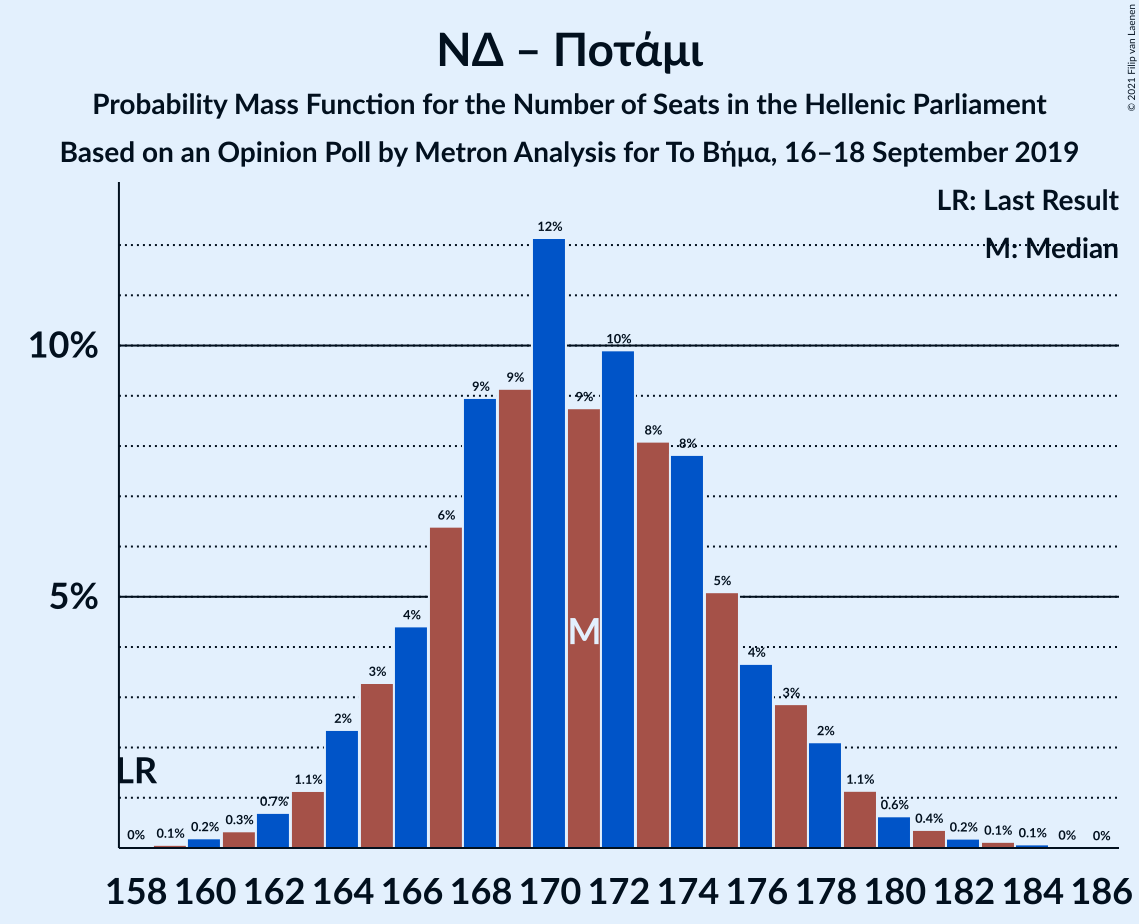 ΝΔ – Ποτάμι
Probability Mass Function for the Number of Seats in the Hellenic Parliament
Based on an Opinion Poll by Metron Analysis for Το Βήμα, 16–18 September 2019
© 2021 Filip van Laenen
LR: Last Result
M: Median
10%
5%
0% 0.1% 0.2% 0.3% 0.7% 1.1% 2% 3% 4% 6% 9% 9% 12% 9% 10% 8% 8% 5% 4% 3% 2% 1.1% 0.6% 0.4% 0.2% 0.1% 0.1% 0% 0%
M
LR
158 160 162 164 166 168 170 172 174 176 178 180 182 184 186